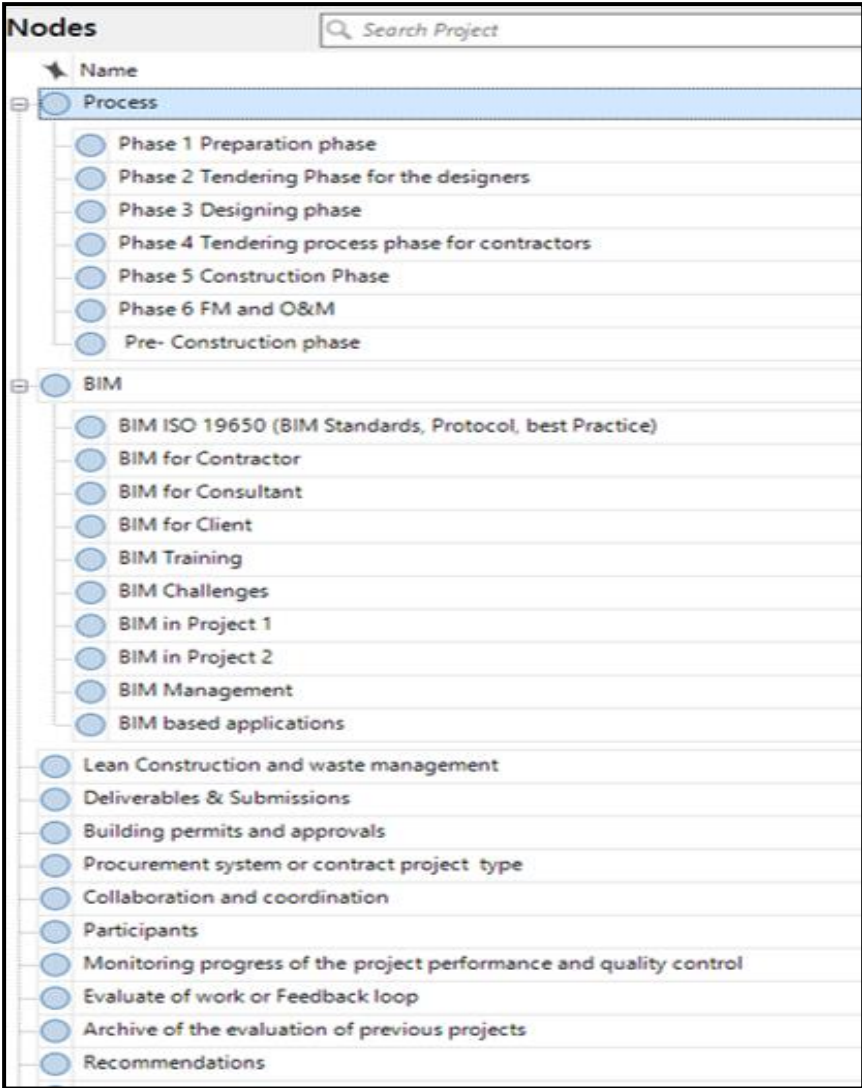 Nodes
Search Project
Name
Process
Phase 1 Preparation phase
Phase 2 Tendering Phase for the designers
Phase 3 Designing phase
Phase 4 Tendering process phase for contractors
Phase 5 Construction Phase
Phase 6 FM and O&M
Pre- Construction phase
BIM
BIM ISO 19650 (BIM Standards, Protocol, best Practice)
BIM for Contractor
BIM for Consultant
BIM for Client
BIM Training
BIM Challenges
BIM in Project 1
BIM in Project 2
BIM Management
BIM based applications
Lean Construction and waste management
Deliverables & Submissions
Building permits and approvals
Procurement system or contract project type
Collaboration and coordination
Participants
Monitoring progress of the project performance and quality control
Evaluate of work or Feedback loop
Archive of the evaluation of previous projects
Recommendations